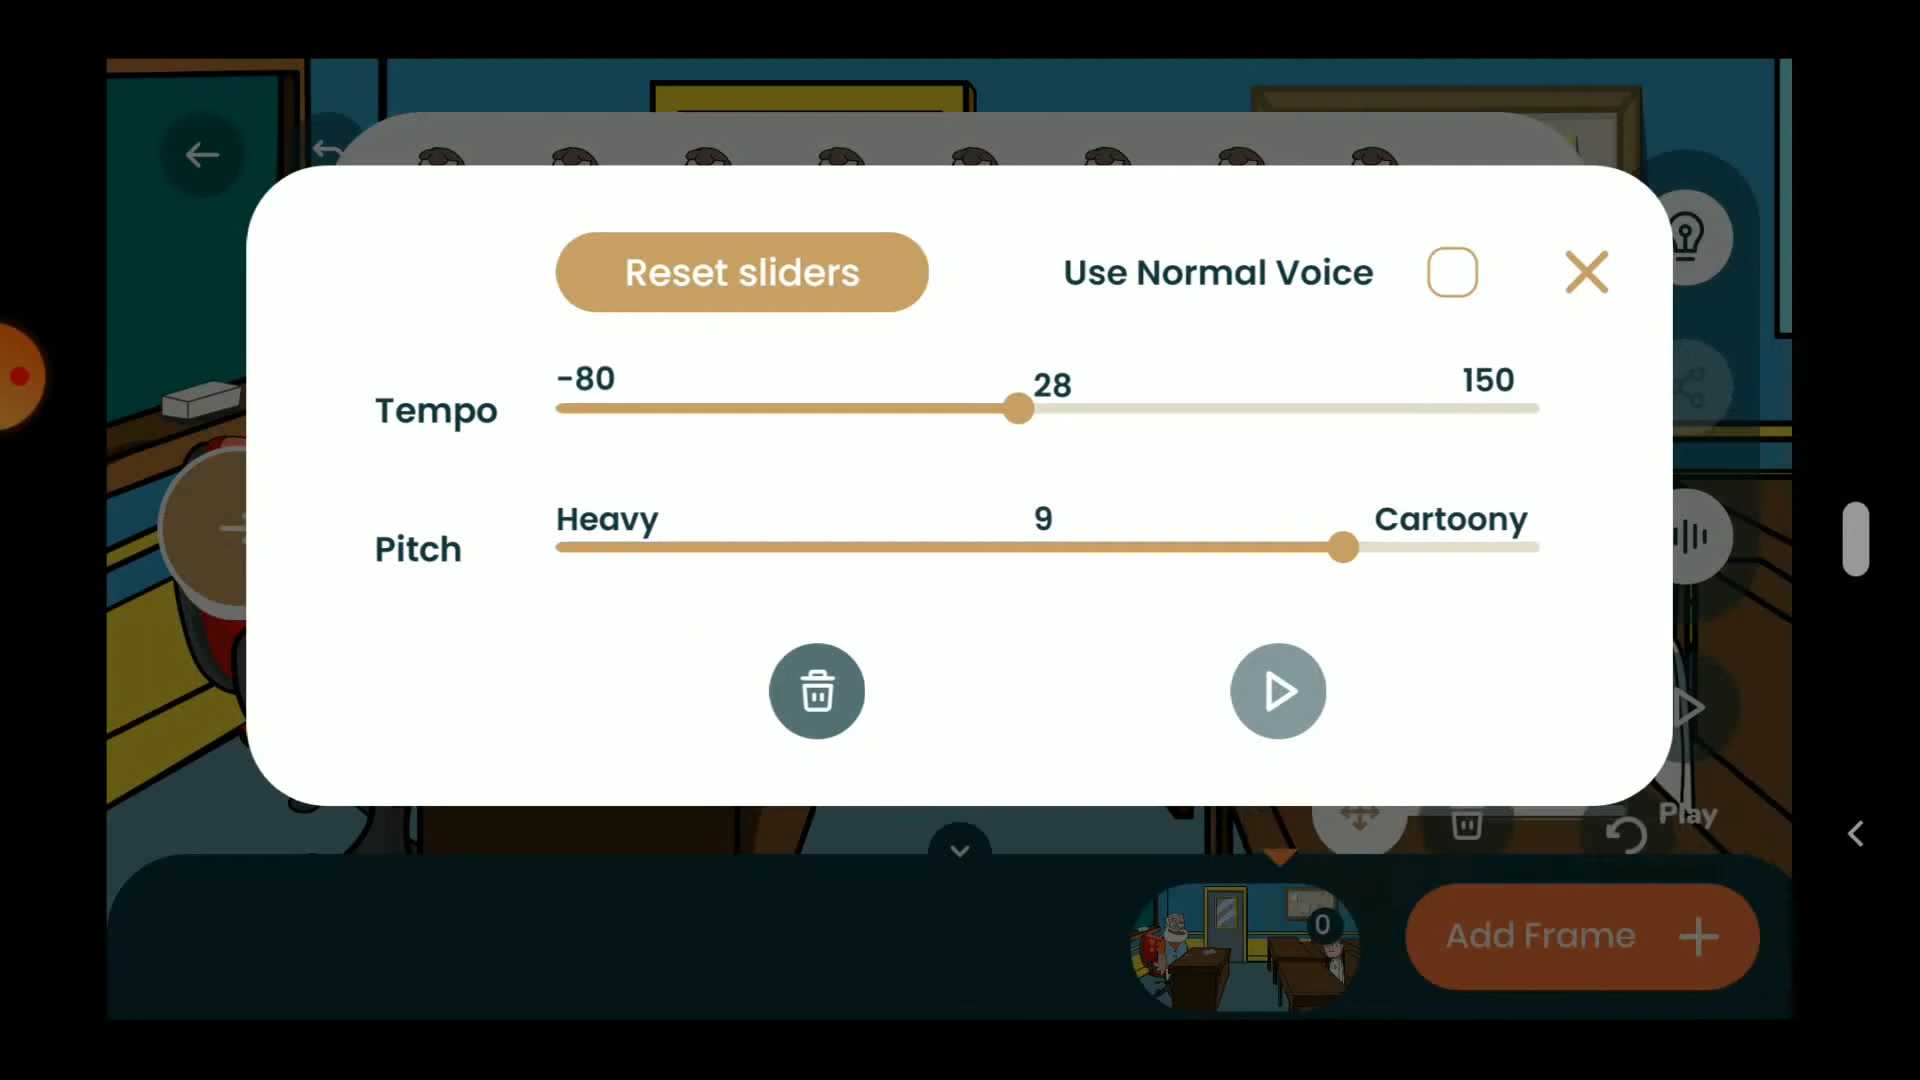 Reset sliders
Use Normal Voice
-80
28
150
Tempo
Heavy
9
Cartoony
Pitch
Play
0
Add Frame